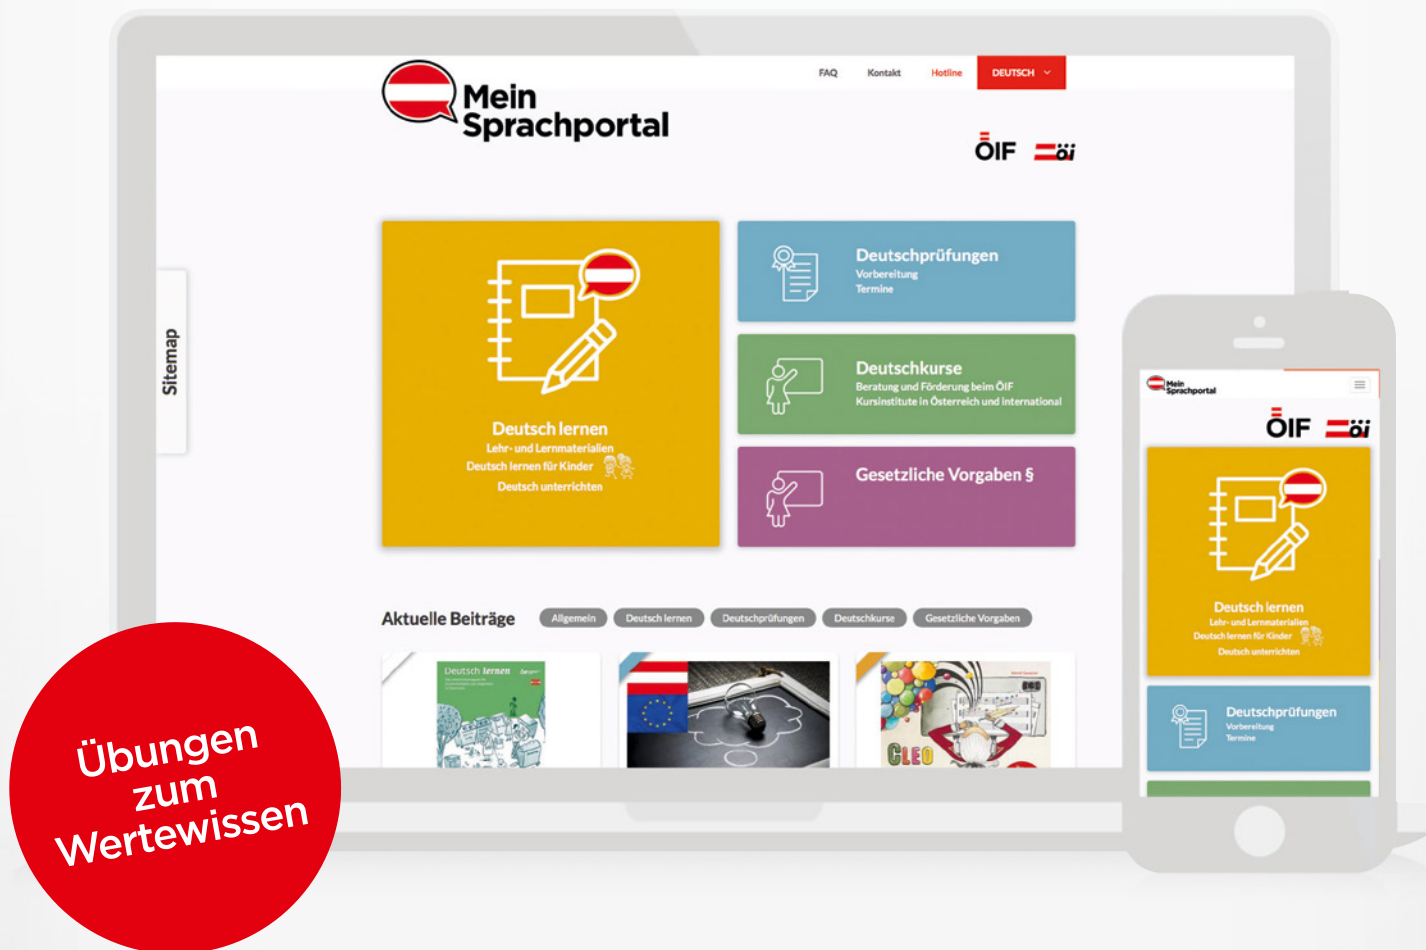 Mein
Sprachportal
FAQ Kontakt Hotline DEUTSCH
ÖIF öi
Sitemap
Deutsch lernen
Lehr- und Lernmaterialien
Deutsch lernen für Kinder
Deutsch unterrichten
Deutschprüfungen
Vorbereitung
Termine
Deutschkurse
Beratung und Förderung beim ÖIF
Kursinstitute in Österreich und international
Gesetzliche Vorgaben §
Aktuelle Beiträge Allgemein Deutsch lernen Deutschprüfungen Deutschkurse Gesetzliche Vorgaben
Deutsch lernen
CLEO
Übungen
zum
Wertewissen
Mein
Sprachportal
ÖIF öi
Deutsch lernen
Lehr- und Lernmaterialien
Deutsch lernen für Kinder
Deutsch unterrichten
Deutschprüfungen
Vorbereitung
Termine